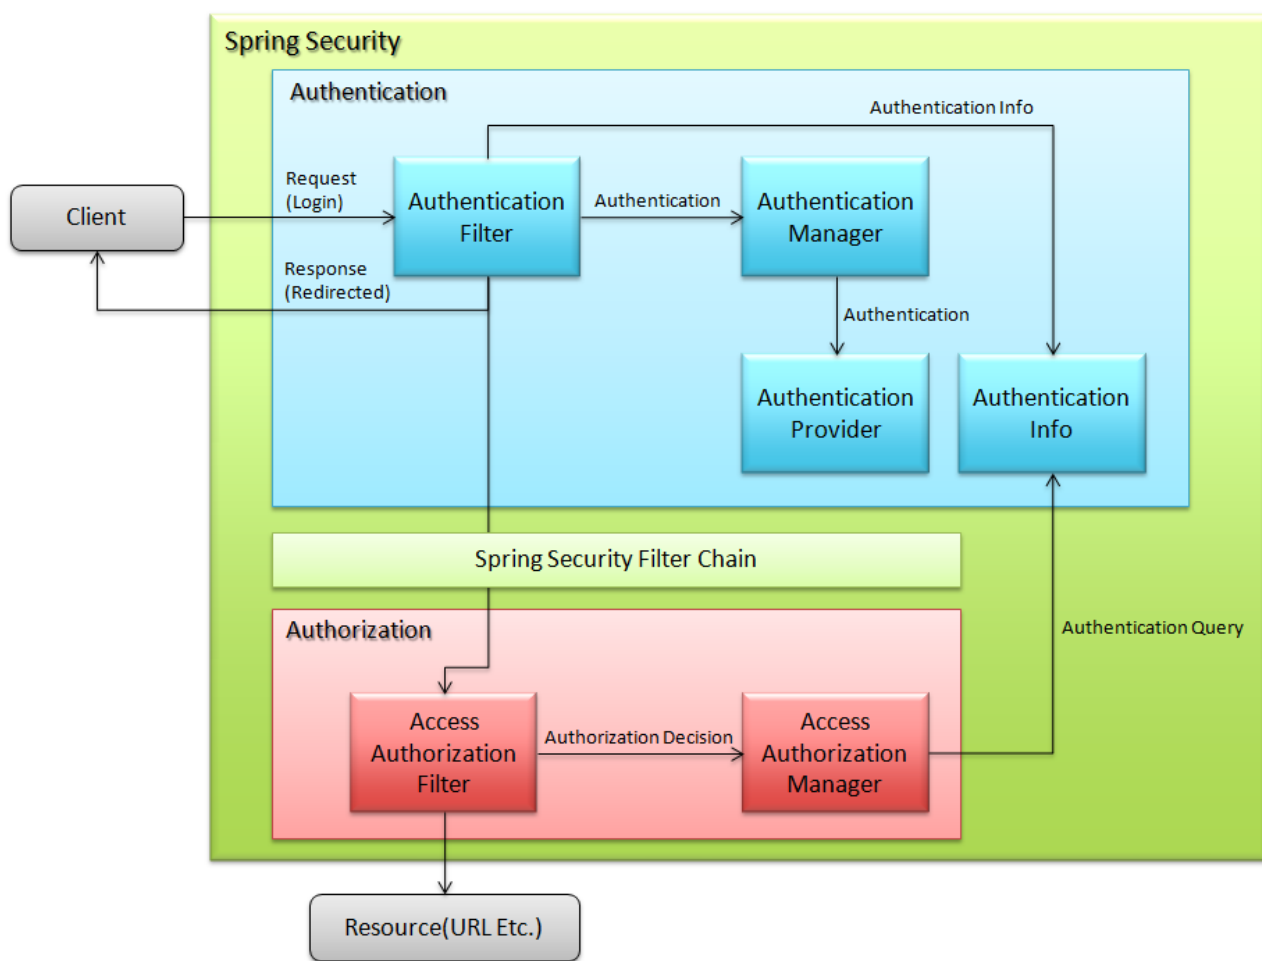 Spring Security
Authentication
Authentication Info
Request
(Login)
Client
Authentication
Filter
Authentication
Authentication
Manager
Response
(Redirected)
Authentication
Authentication
Provider
Authentication
Info
Spring Security Filter Chain
Authorization
Authentication Query
Access
Authorization
Filter
Authorization Decision
Access
Authorization
Manager
Resource(URL Etc.)